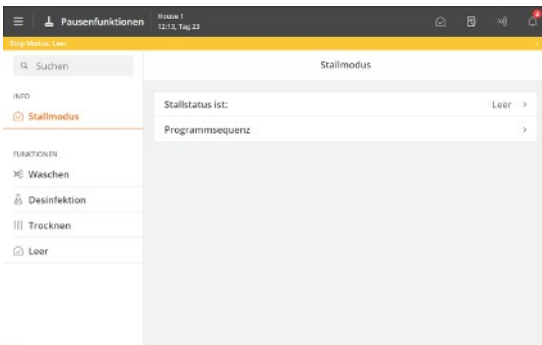 Pausenfunktionen
House 1
12:13, Tag 23
Stop Modus: Leer
Suchen
Stallmodus
INFO
Stallmodus
Stallstatus ist: Leer
Programmsequenz
FUNKTIONEN
Waschen
Desinfektion
Trocknen
Leer